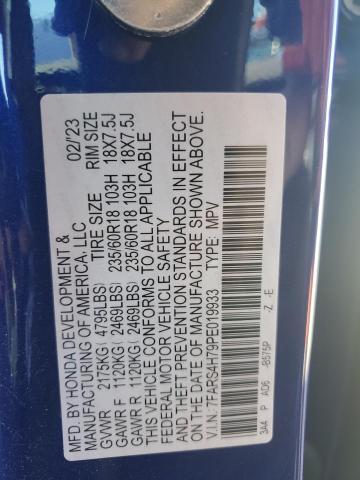 MFD. BY HONDA DEVELOPMENT & 02/23
MANUFACTURING OF AMERICA, LLC.
TIRE SIZE RIM SIZE
GVWR 2175KG ( 4795LBS)
GAWR F 1120KG ( 2469LBS) 235/60R18 103H 18X7.5J
GAWR R 1120KG ( 2469LBS) 235/60R18 103H 18X7.5J
THIS VEHICLE CONFORMS TO ALL APPLICABLE
FEDERAL MOTOR VEHICLE SAFETY
AND THEFT PREVENTION STANDARDS IN EFFECT
ON THE DATE OF MANUFACTURE SHOWN ABOVE.
V.I.N.: 7FARS4H79PE019933 TYPE: MPV
3A4 P AD6 -B575P -Z -E